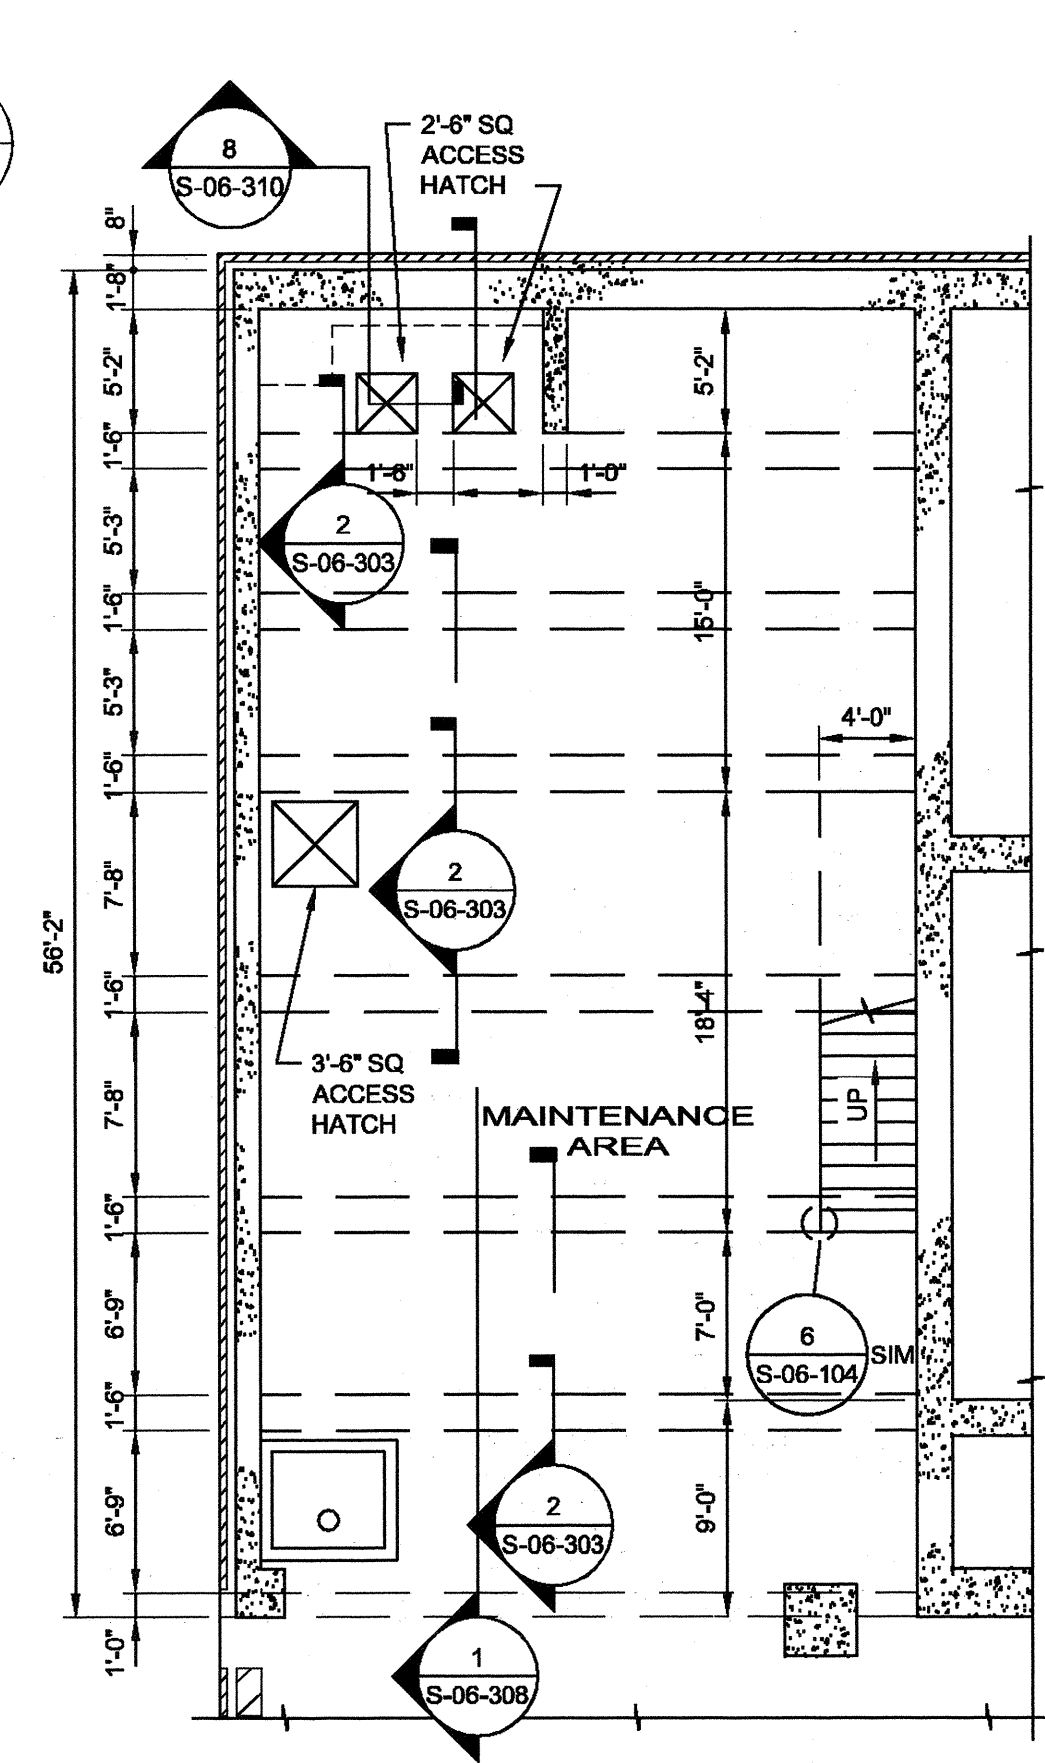 2'-6" SQ
ACCESS
HATCH
8
S-06-310
8"
1'-8"
5'-2"
5'-2"
1'-6"
1'-6"
1'-0"
5'-3"
2
S-06-303
1'-6"
15'-0"
5'-3"
4'-0"
1'-6"
7'-8"
2
S-06-303
56'-2"
1'-6"
18'-4"
3'-6" SQ
ACCESS
HATCH
7'-8"
MAINTENANCE
AREA
UP
1'-6"
6'-9"
7'-0"
6
S-06-104
SIM
1'-6"
6'-9"
9'-0"
2
S-06-303
1'-0"
1
S-06-308